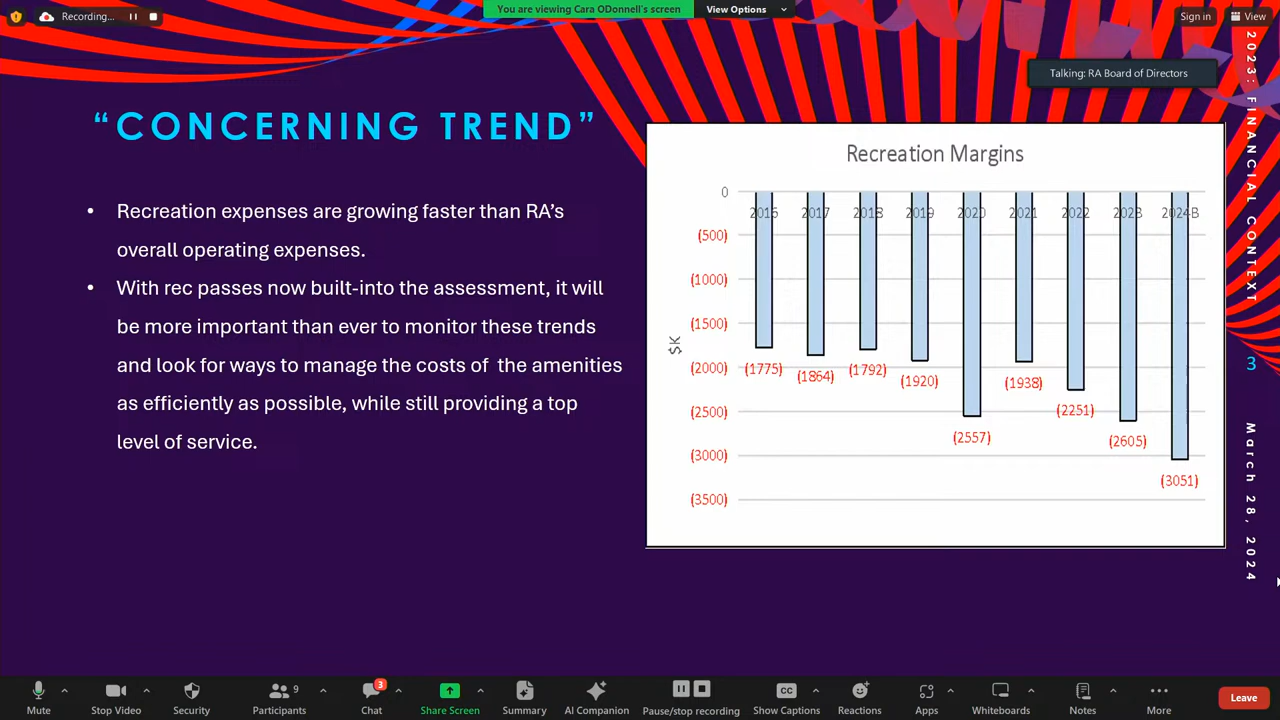 Recording...
You are viewing Cara ODonnell's screen
View Options
Sign in
View
Talking: RA Board of Directors
“CONCERNING TREND”
• Recreation expenses are growing faster than RA’s
overall operating expenses.
• With rec passes now built-into the assessment, it will
be more important than ever to monitor these trends
and look for ways to manage the costs of  the amenities
as efficiently as possible, while still providing a top
level of service.
Recreation Margins
0
2016 2017 2018 2019 2020 2021 2022 2023 2024B
(500)
(1000)
(1500)
(2000)
(2500)
(3000)
(3500)
$K
(1775) (1864) (1792) (1920) (2557) (1938) (2251) (2605) (3051)
2023: FINANCIAL CONTEXT
3
March 28, 2024
Mute
Stop Video
Security
9
Participants
3
Chat
Share Screen
Summary
AI Companion
Pause/stop recording
CC
Show Captions
Reactions
Apps
Whiteboards
Notes
More
Leave